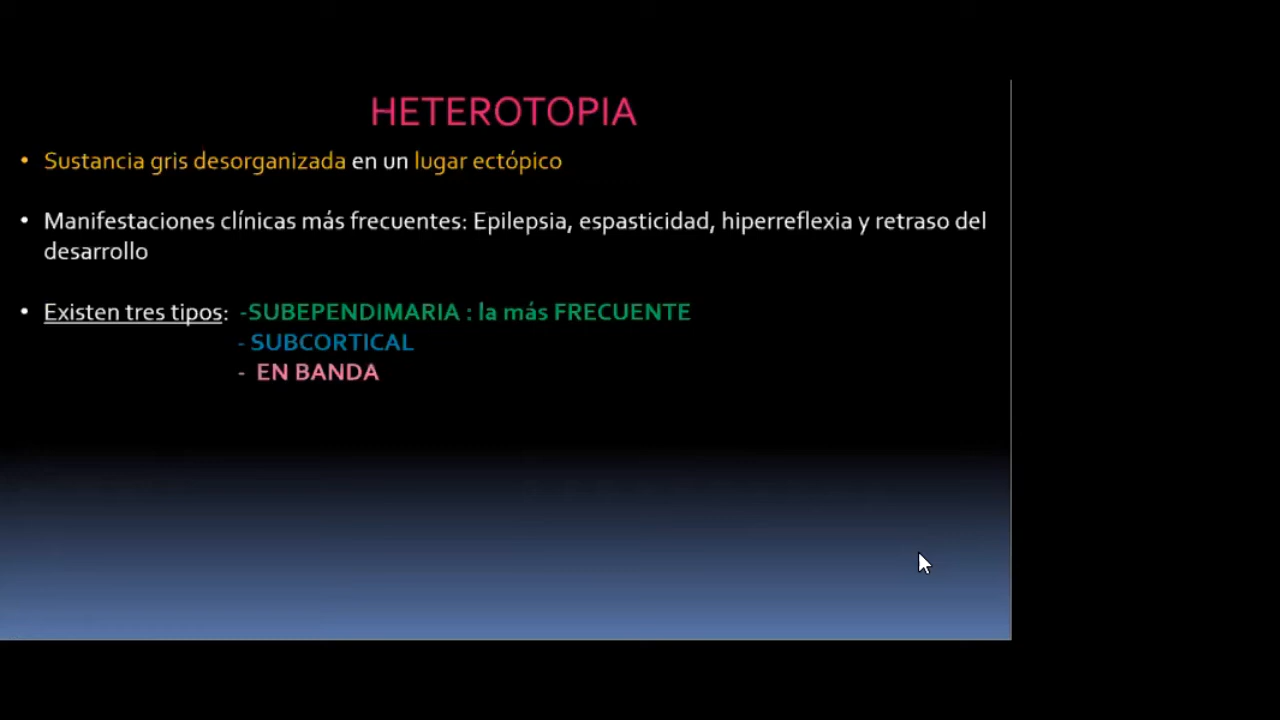 HETEROTOPIA
• Sustancia gris desorganizada en un lugar ectópico
• Manifestaciones clínicas más frecuentes: Epilepsia, espasticidad, hiperreflexia y retraso del
desarrollo
• Existen tres tipos: -SUBEPENDIMARIA : la más FRECUENTE
- SUBCORTICAL
- EN BANDA